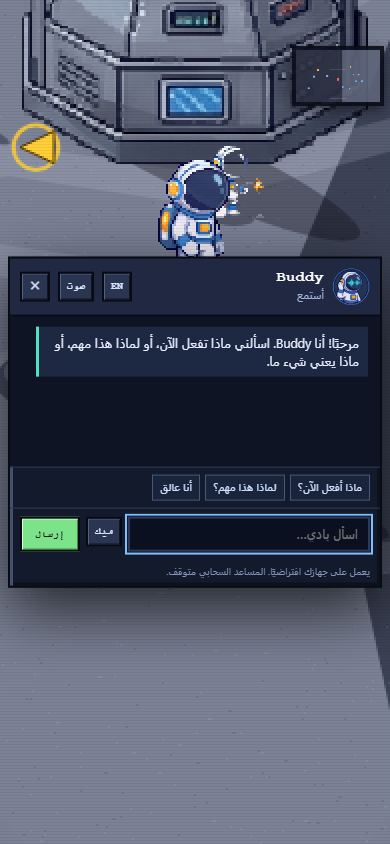 Buddy
أستمع
EN
صوت
✕
مرحبًا! أنا Buddy. اسألني ماذا تفعل الآن، أو لماذا هذا مهم، أو
ماذا يعني شيء ما.
ماذا أفعل الآن؟
لماذا هذا مهم؟
أنا عالق
اسأل بادي...
ميك
إرسال
يعمل على جهازك افتراضيًا. المساعد السحابي متوقف.